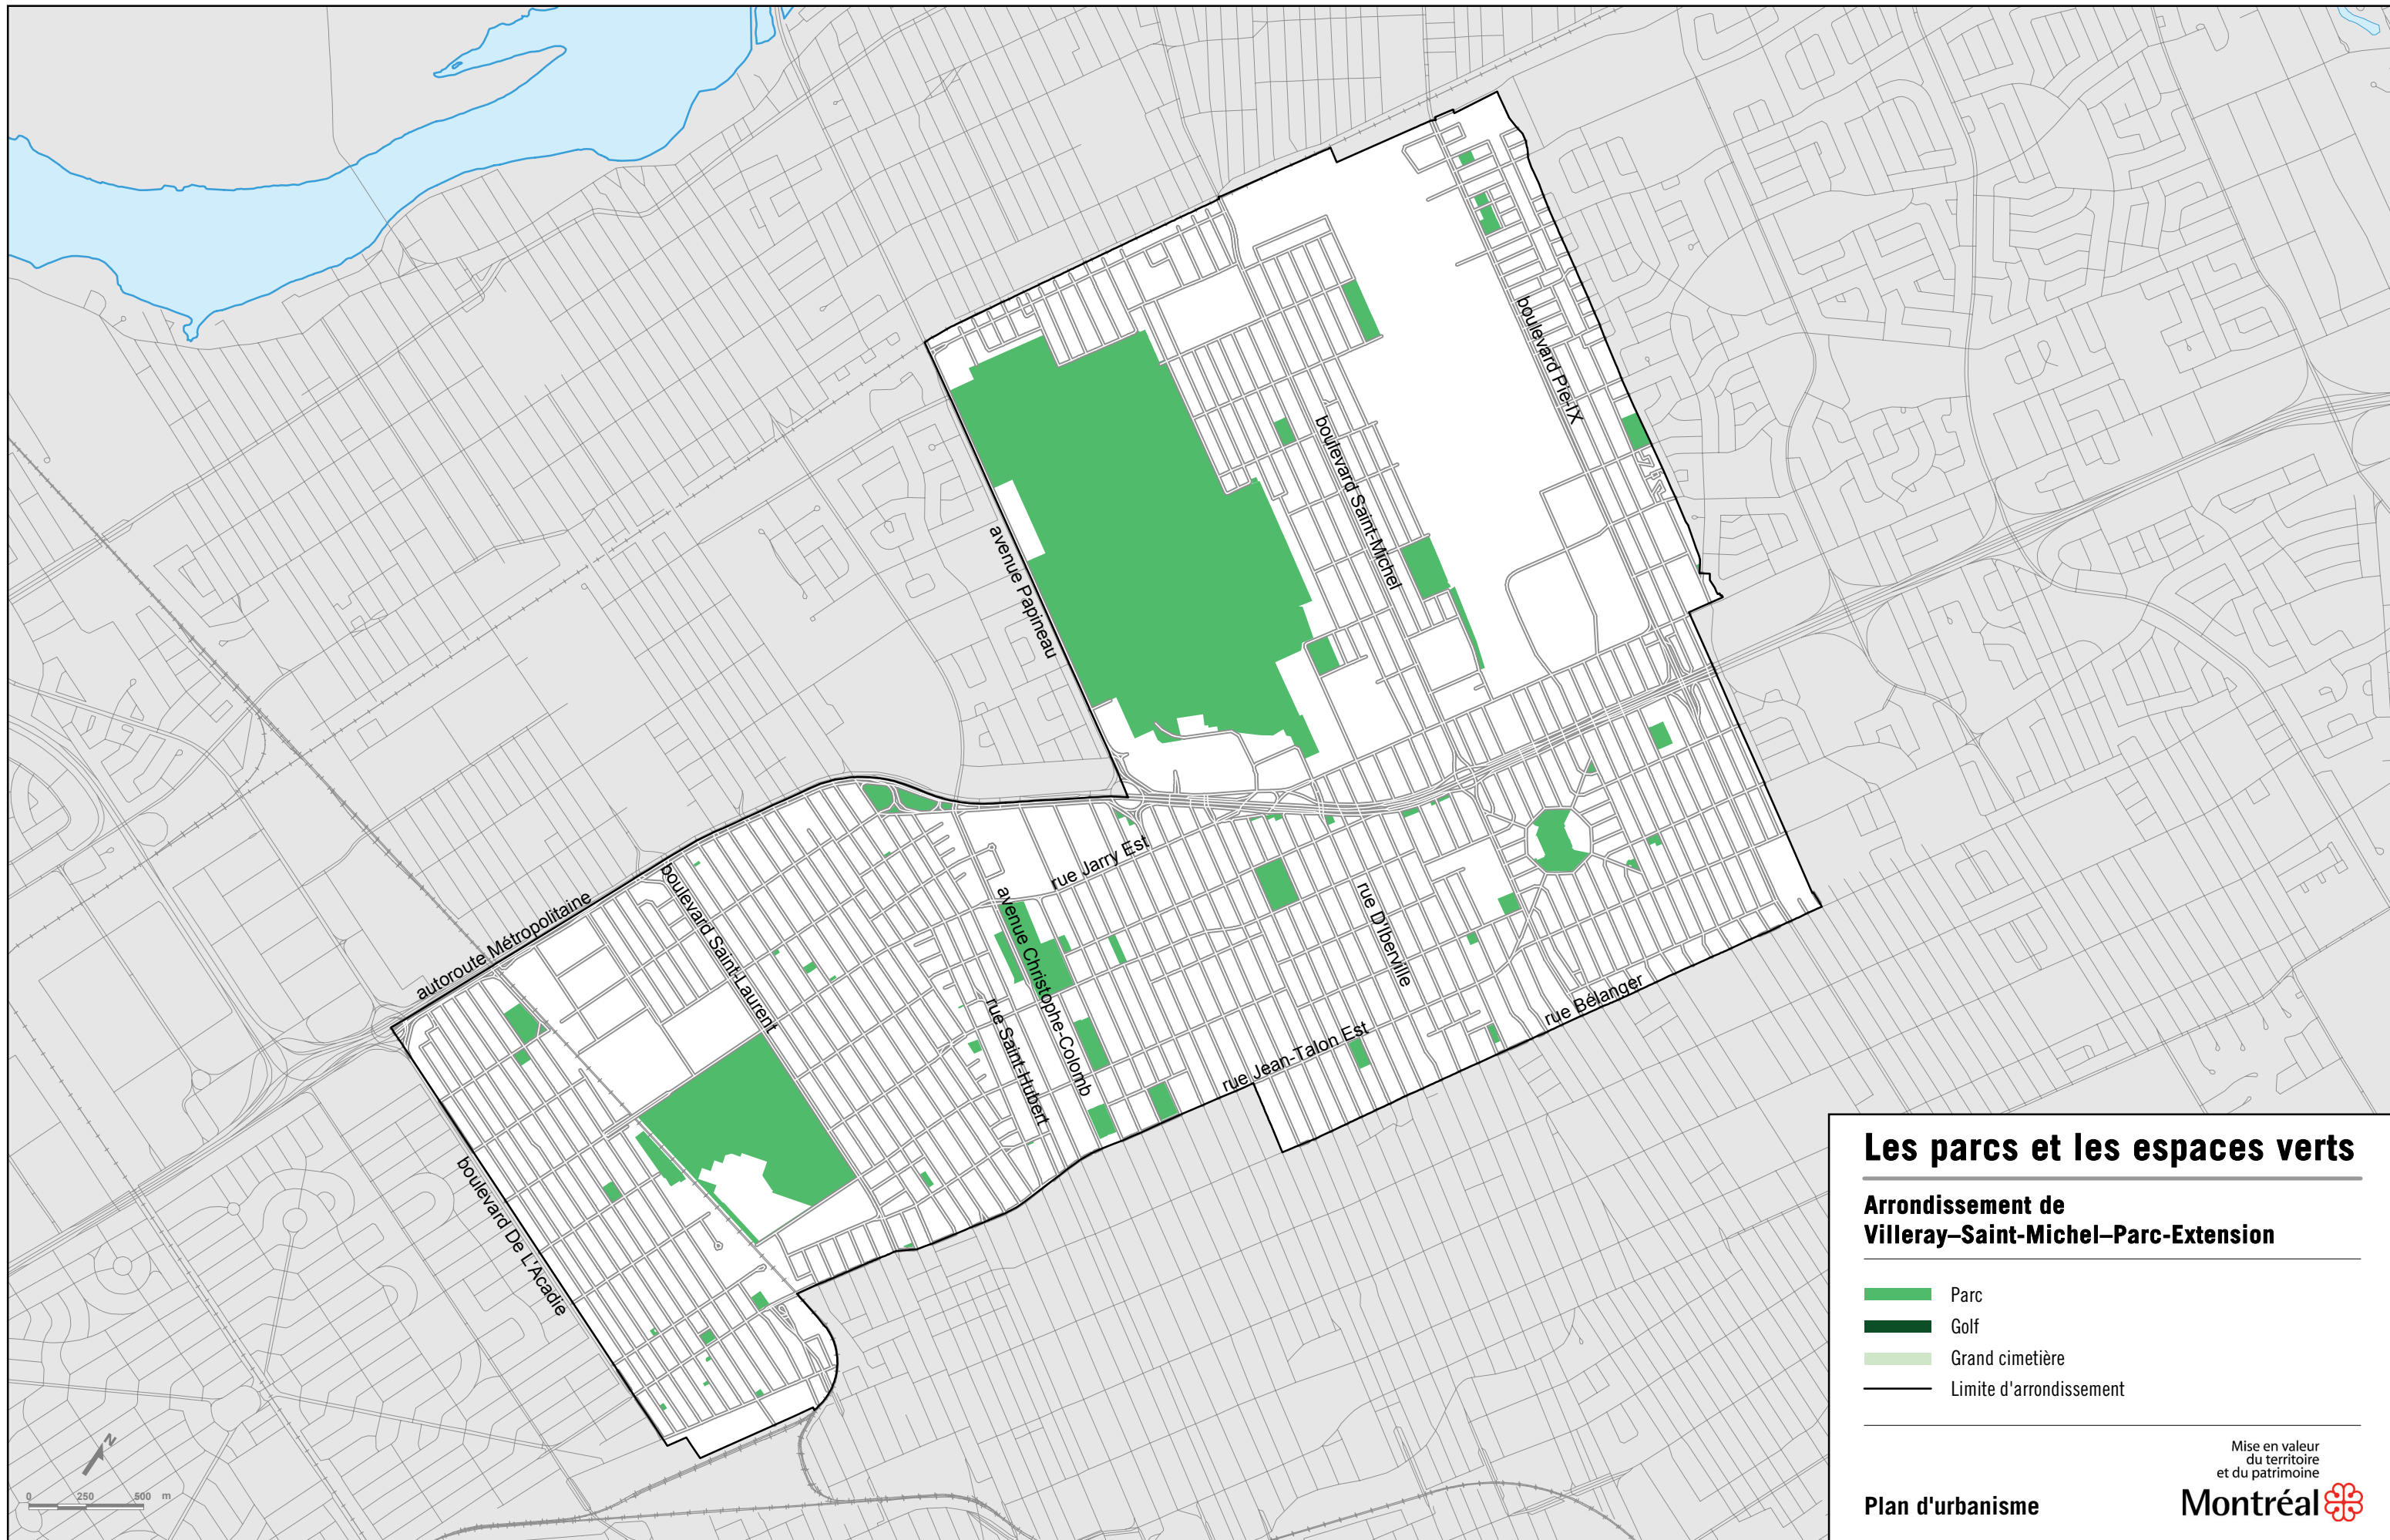 boulevard Pie-IX
boulevard Saint-Michel
avenue Papineau
rue Jarry Est
autoroute Métropolitaine
boulevard Saint-Laurent
avenue Christophe-Colomb
rue D'Iberville
rue Saint-Hubert
rue Bélanger
rue Jean-Talon Est
boulevard De L'Acadie
N
0 250 500 m
Les parcs et les espaces verts
Arrondissement de
Villeray–Saint-Michel–Parc-Extension
Parc
Golf
Grand cimetière
Limite d'arrondissement
Mise en valeur
du territoire
et du patrimoine
Plan d'urbanisme
Montréal